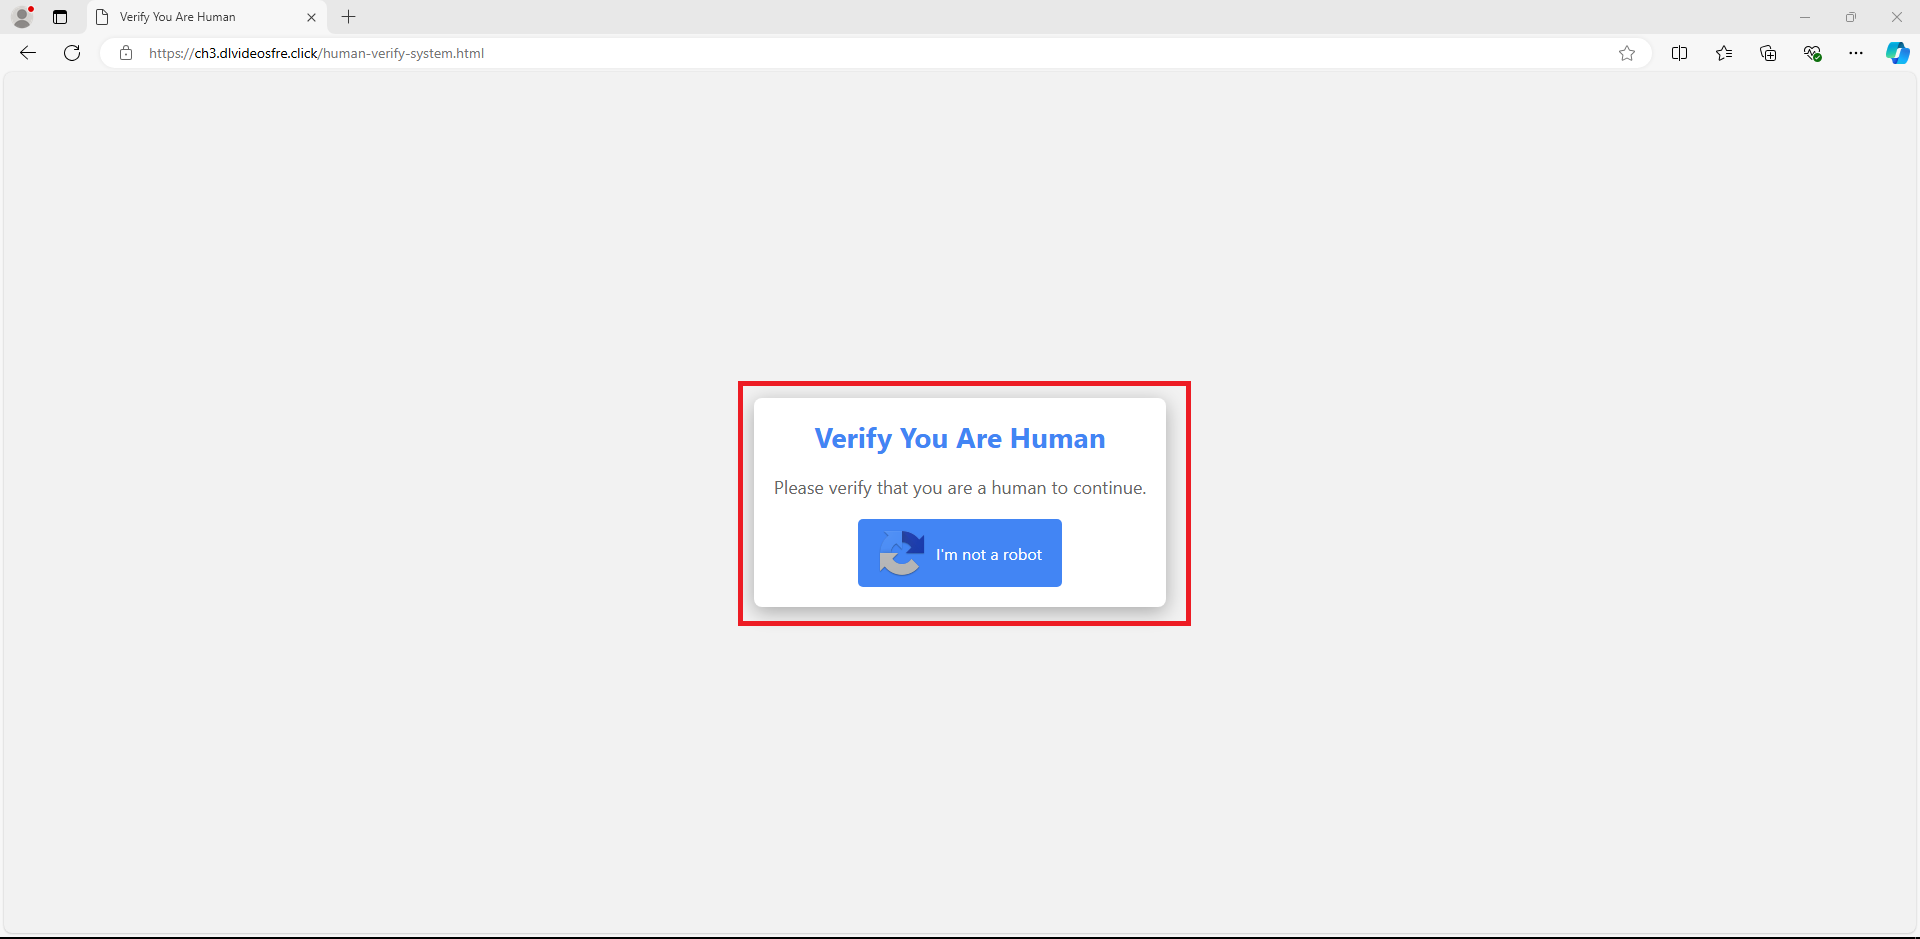 Verify You Are Human
https://ch3.dlvideosfre.click/human-verify-system.html
Verify You Are Human
Please verify that you are a human to continue.
I'm not a robot